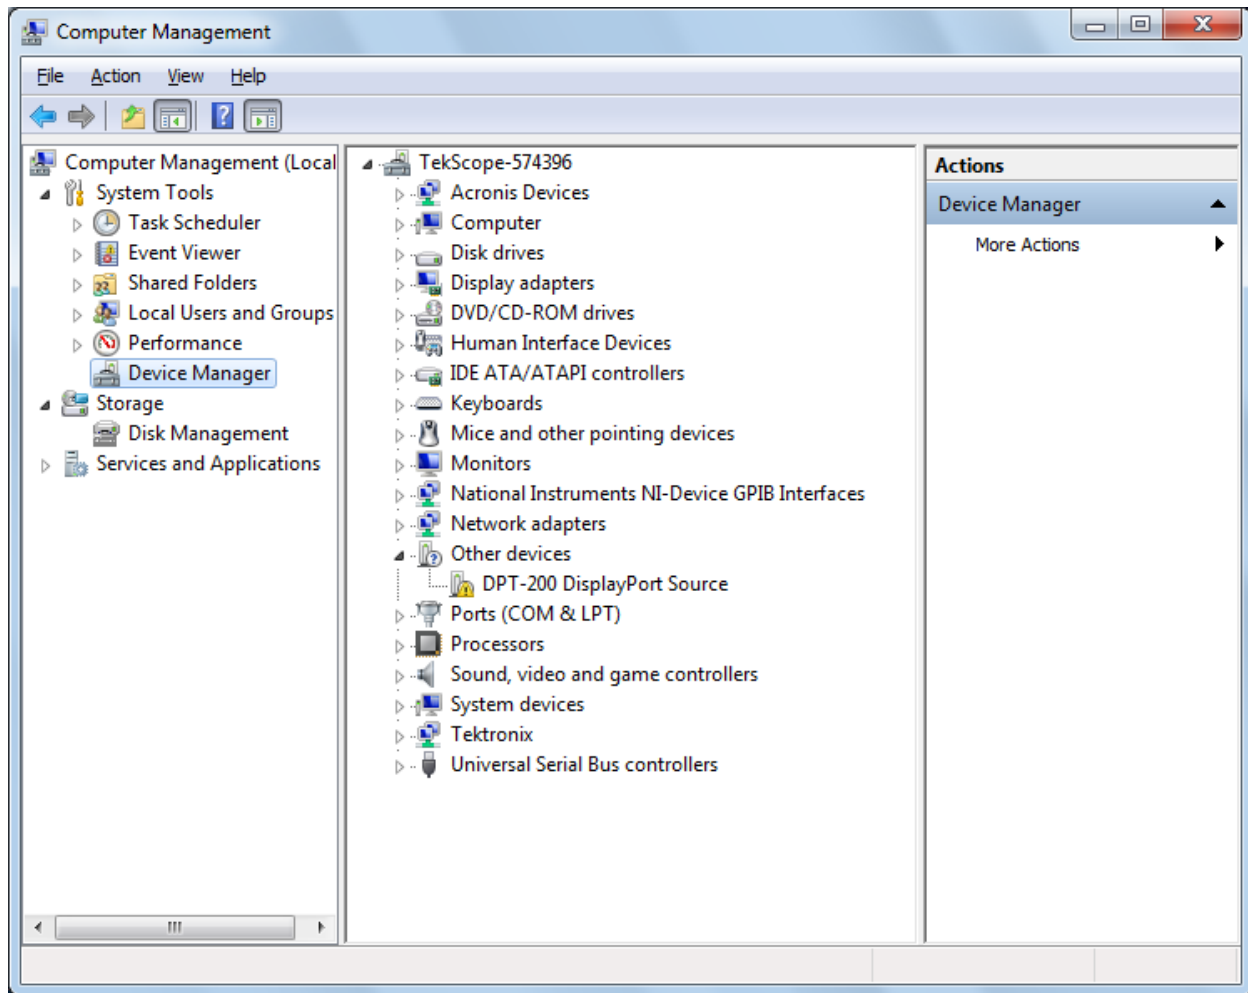 Computer Management
File Action View Help
Computer Management (Local
System Tools
Task Scheduler
Event Viewer
Shared Folders
Local Users and Groups
Performance
Device Manager
Storage
Disk Management
Services and Applications
TekScope-574396
Acronis Devices
Computer
Disk drives
Display adapters
DVD/CD-ROM drives
Human Interface Devices
IDE ATA/ATAPI controllers
Keyboards
Mice and other pointing devices
Monitors
National Instruments NI-Device GPIB Interfaces
Network adapters
Other devices
DPT-200 DisplayPort Source
Ports (COM & LPT)
Processors
Sound, video and game controllers
System devices
Tektronix
Universal Serial Bus controllers
Actions
Device Manager
More Actions